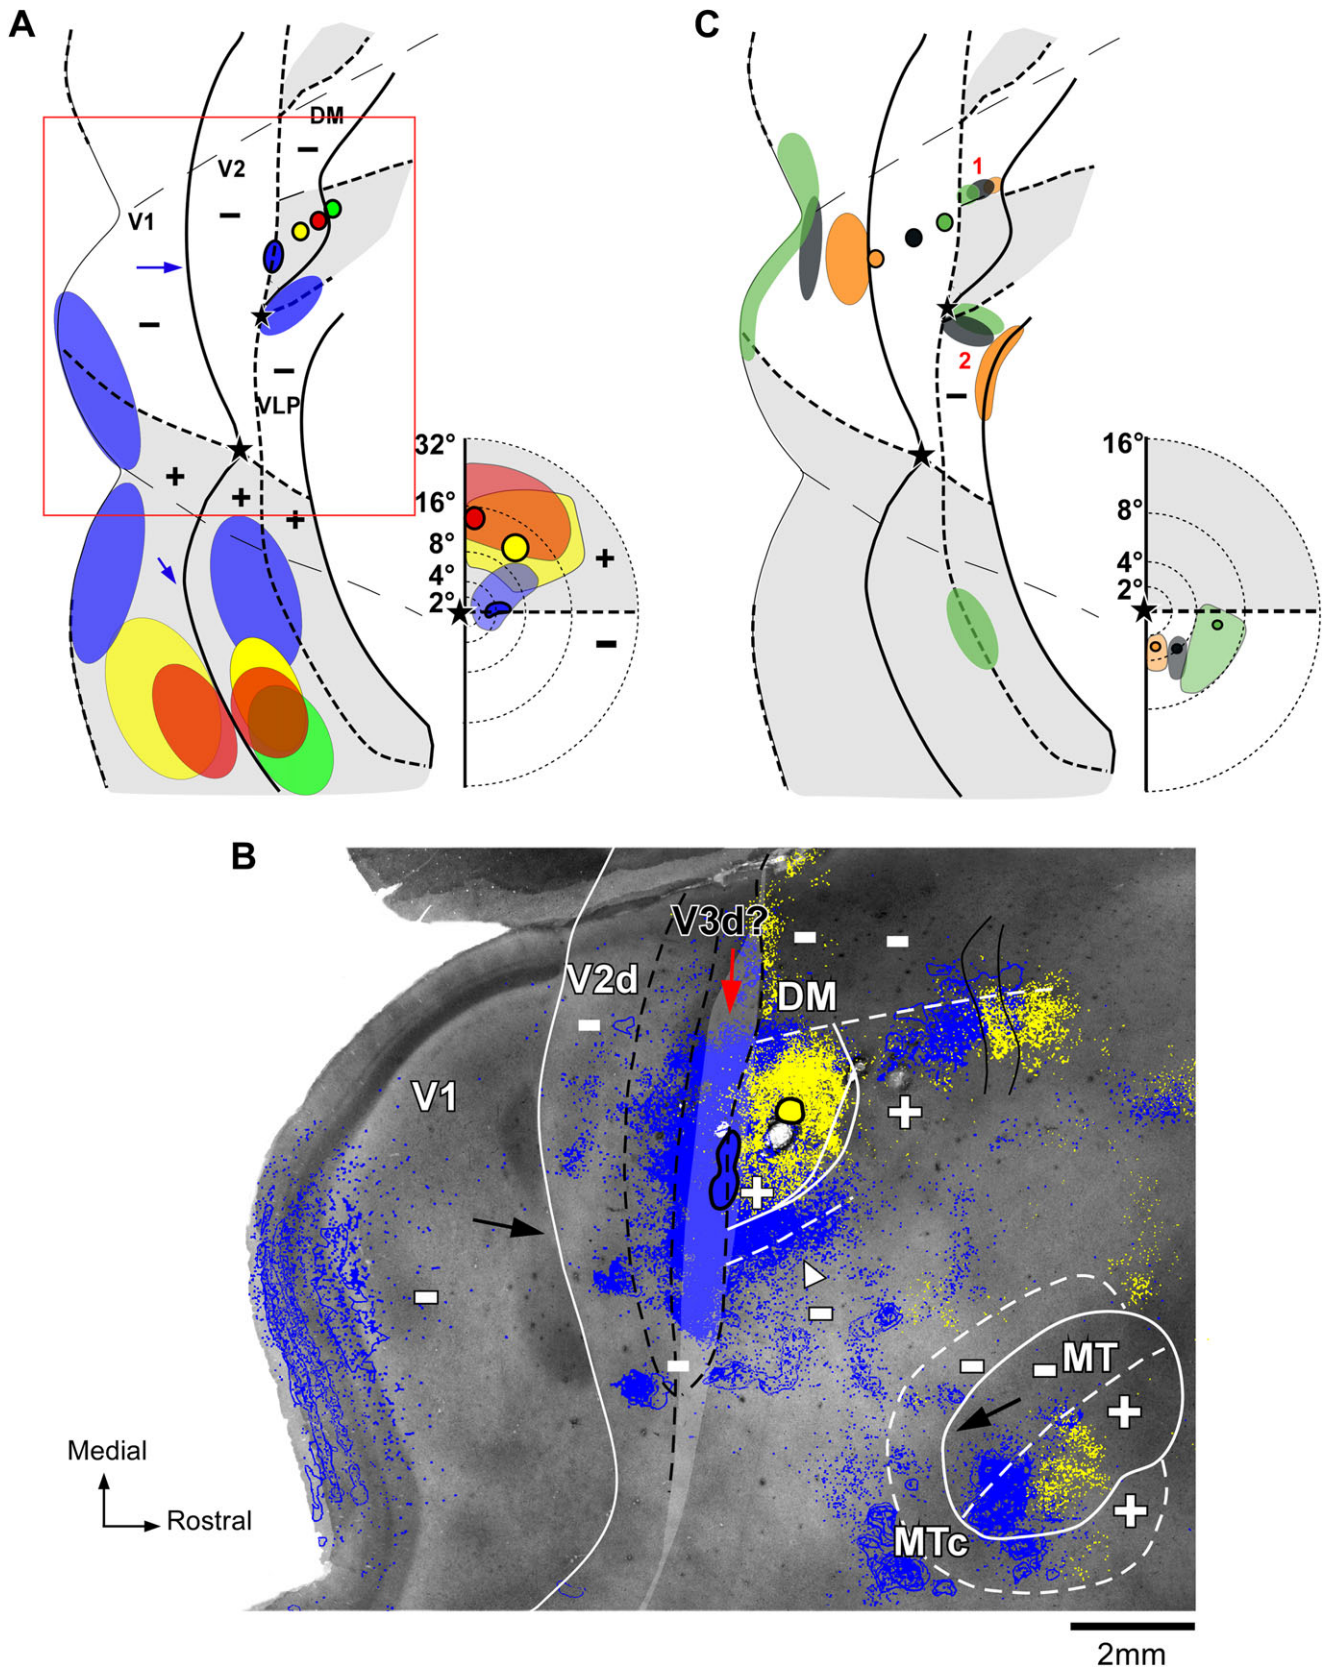 A
DM
−
V2
−
V1
−
−
VLP
+
+
+
32°
16°
8°
4°
2°
+
−
C
1
2
−
16°
8°
4°
2°
B
V3d?
− −
V2d
−
DM
V1
+
+
−
−
−
− − MT
+
+
MTc
Medial
Rostral
2mm